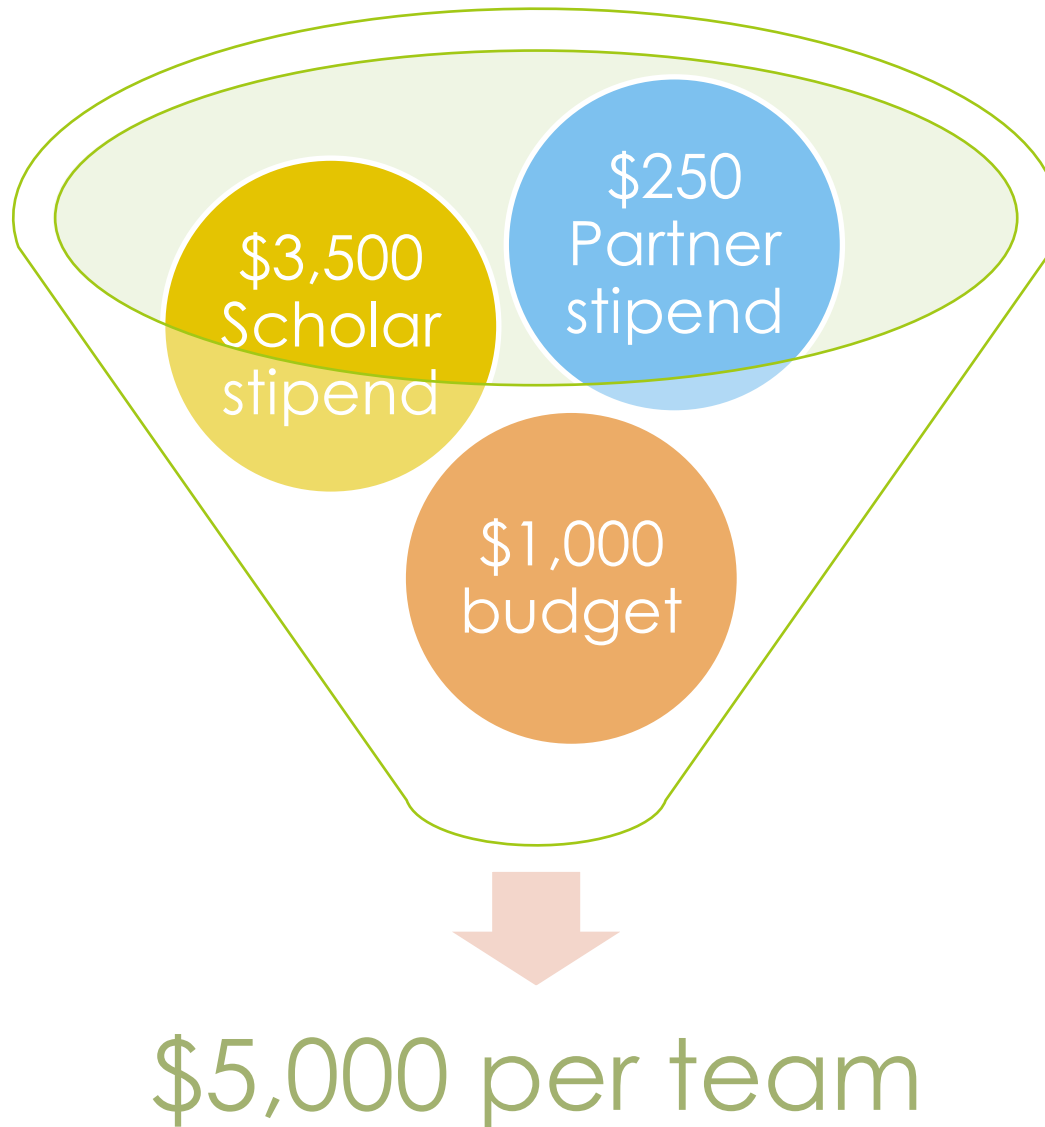 $250
Partner
stipend
$3,500
Scholar
stipend
$1,000
budget
$5,000 per team